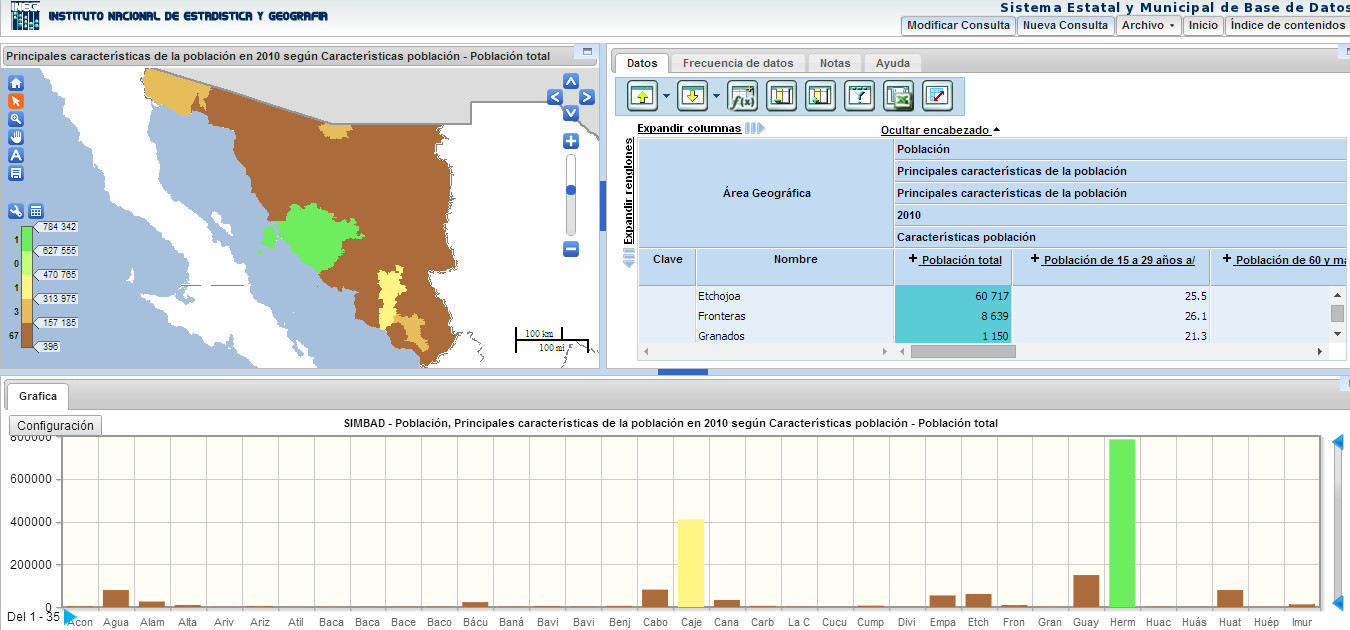 INEGI
INSTITUTO NACIONAL DE ESTADISTICA Y GEOGRAFIA
Sistema Estatal y Municipal de Base de Datos
Modificar Consulta
Nueva Consulta
Archivo
Inicio
Índice de contenidos
Principales características de la población en 2010 según Características población - Población total
784 342
1
627 555
0
470 765
1
313 975
3
157 185
67
396
100 km
100 mi
Datos
Frecuencia de datos
Notas
Ayuda
f(x)
Expandir columnas
Ocultar encabezado
Expandir renglones
Área Geográfica
Población
Principales características de la población
Principales características de la población
2010
Características población
Clave
Nombre
+ Población total
+ Población de 15 a 29 años a/
+ Población de 60 y má
Etchojoa 60 717 25.5
Fronteras 8 639 26.1
Granados 1 150 21.3
Grafica
Configuración
SIMBAD - Población, Principales características de la población en 2010 según Características población - Población total
800000
600000
400000
200000
0
Del 1 - 35
Acon Agua Alam Alta Ariv Ariz Atil Baca Baca Bace Baco Bácu Baná Bavi Bavi Benj Cabo Caje Cana Carb La C Cucu Cump Divi Empa Etch Fron Gran Guay Herm Huac Huás Huat Huép Imur